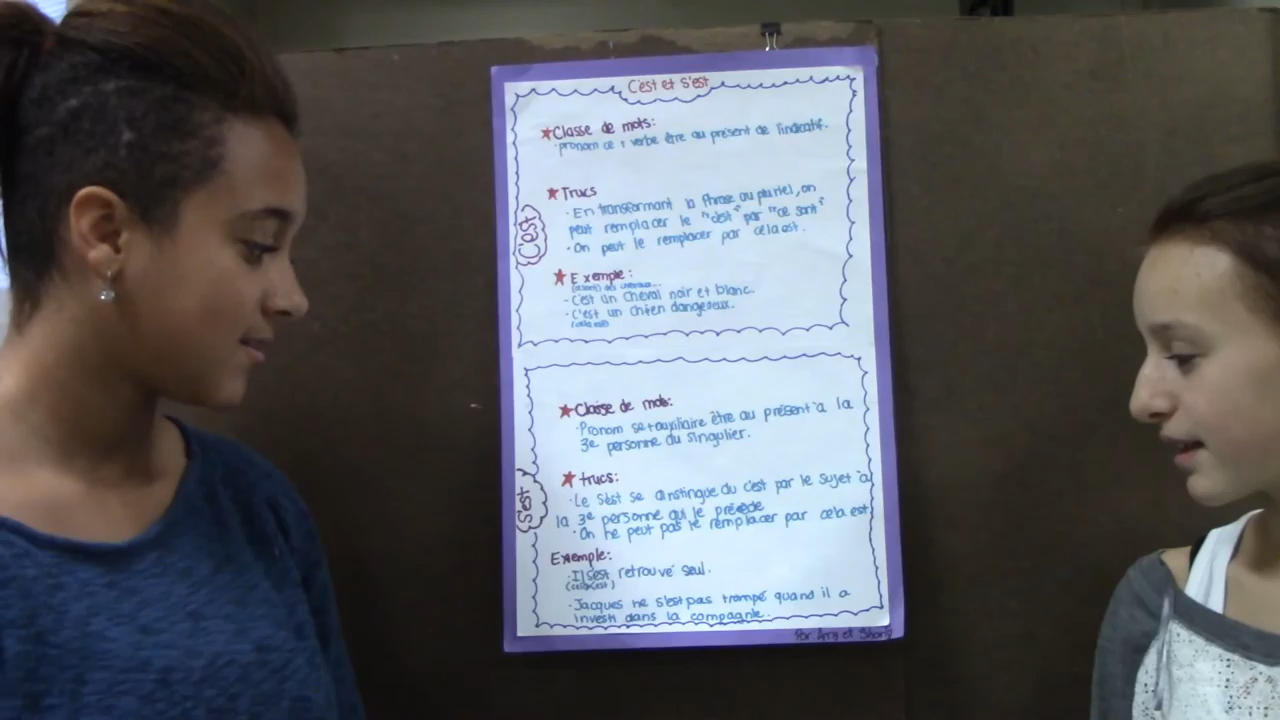 C'est et S'est
C'est
★Classe de mots:
·pronom ce + verbe être au présent de l'indicatif.
★Trucs
·En transformant la Phrase au pluriel, on
peut remplacer le "c'est" par "ce sont"
·On peut le remplacer par cela est.
★Exemple:
des chevaux...
-C'est un Cheval noir et blanc.
·C'est un chien dangereux.
(cela est)
S'est
★Classe de mots:
·Pronom se+auxiliaire être au présent à la
3e personne du singulier.
★trucs:
·Le s'est se distingue du c'est par le sujet à
la 3e personne qui le précède
·On ne peut pas le remplacer par cela est
Exemple:
·Il s'est retrouvé seul.
·Jacques ne s'est pas trompé quand il a
investi dans la compagnie.
Par: Amy et